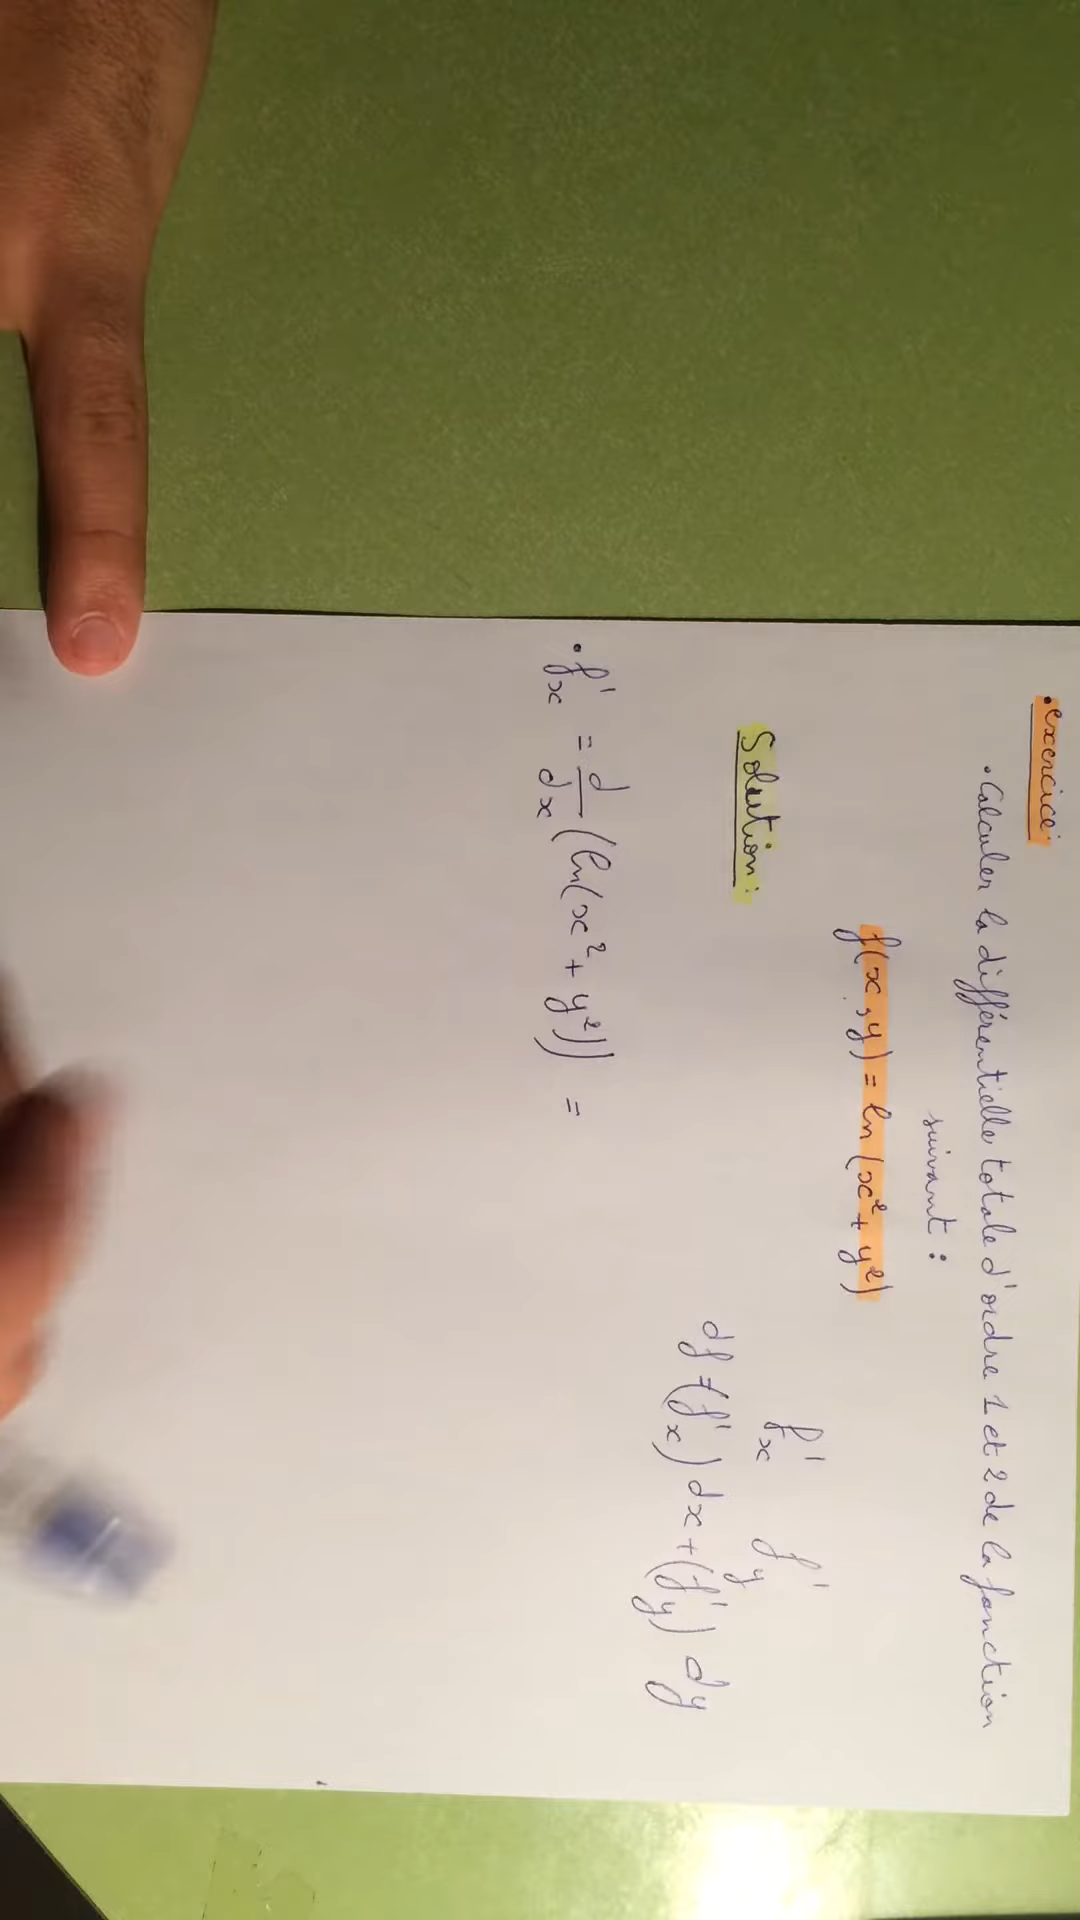 • exercice:
• Calculer la différentielle totale d'ordre 1 et 2 de la fonction
suivant :
f(x,y) = ln(x² + y²)
f'x f'y
Solution:
df = (f'x) dx + (f'y) dy
• f'x = d/dx (ln(x² + y²)) =